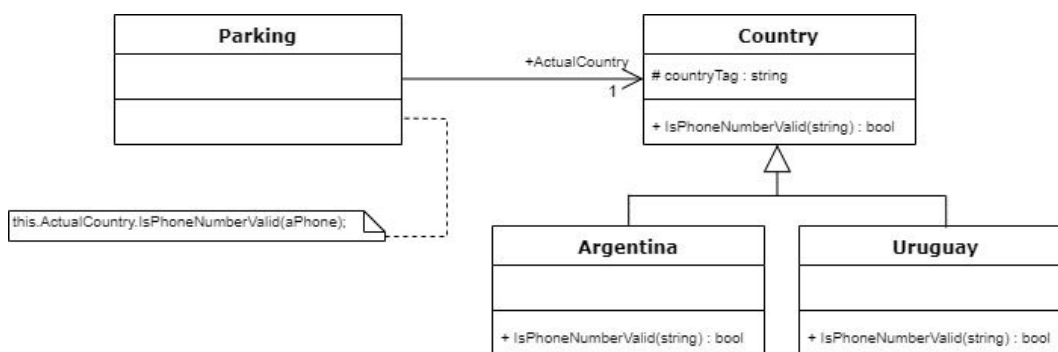 Parking
Country
+ActualCountry
1
# countryTag : string
+ IsPhoneNumberValid(string) : bool
this.ActualCountry.IsPhoneNumberValid(aPhone);
Argentina
Uruguay
+ IsPhoneNumberValid(string) : bool
+ IsPhoneNumberValid(string) : bool